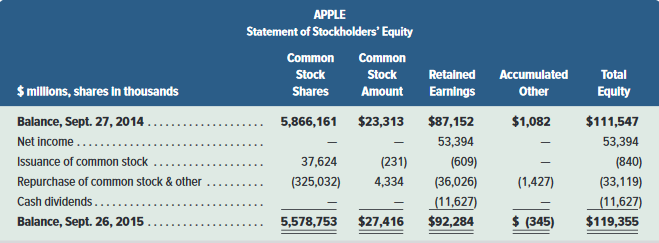 APPLE
Statement of Stockholders' Equity
$ millions, shares in thousands Common Stock Shares Common Stock Amount Retained Earnings Accumulated Other Total Equity
Balance, Sept. 27, 2014 . . . . . . . . . . . . . . . . . . . . 5,866,161 $23,313 $87,152 $1,082 $111,547
Net income . . . . . . . . . . . . . . . . . . . . . . . . . . . . . . — — 53,394 — 53,394
Issuance of common stock . . . . . . . . . . . . . . . . . . 37,624 (231) (609) — (840)
Repurchase of common stock & other . . . . . . . . . (325,032) 4,334 (36,026) (1,427) (33,119)
Cash dividends . . . . . . . . . . . . . . . . . . . . . . . . . . . — — (11,627) — (11,627)
Balance, Sept. 26, 2015 . . . . . . . . . . . . . . . . . . . . 5,578,753 $27,416 $92,284 $ (345) $119,355